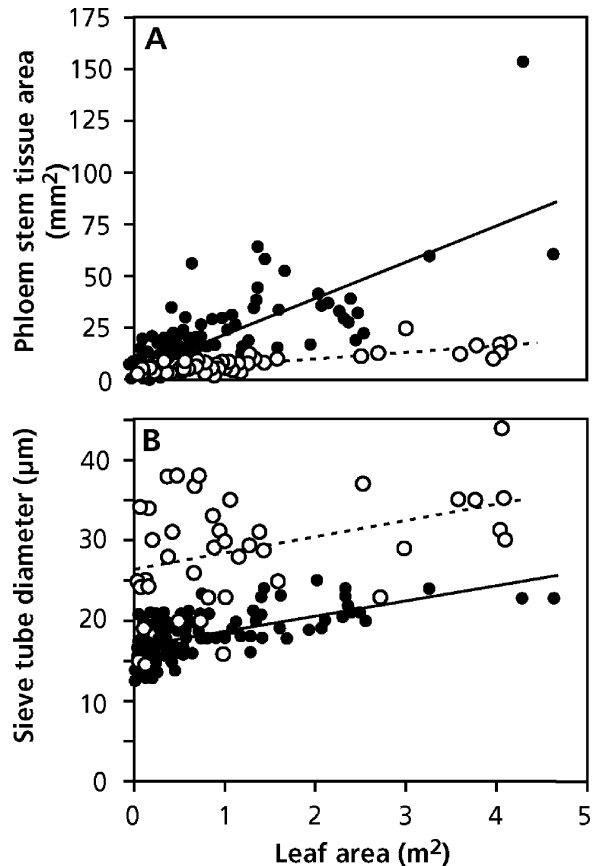 A
Phloem stem tissue area
(mm²)
175
150
125
100
75
50
25
0
B
Sieve tube diameter (µm)
40
30
20
10
0
0 1 2 3 4 5
Leaf area (m²)